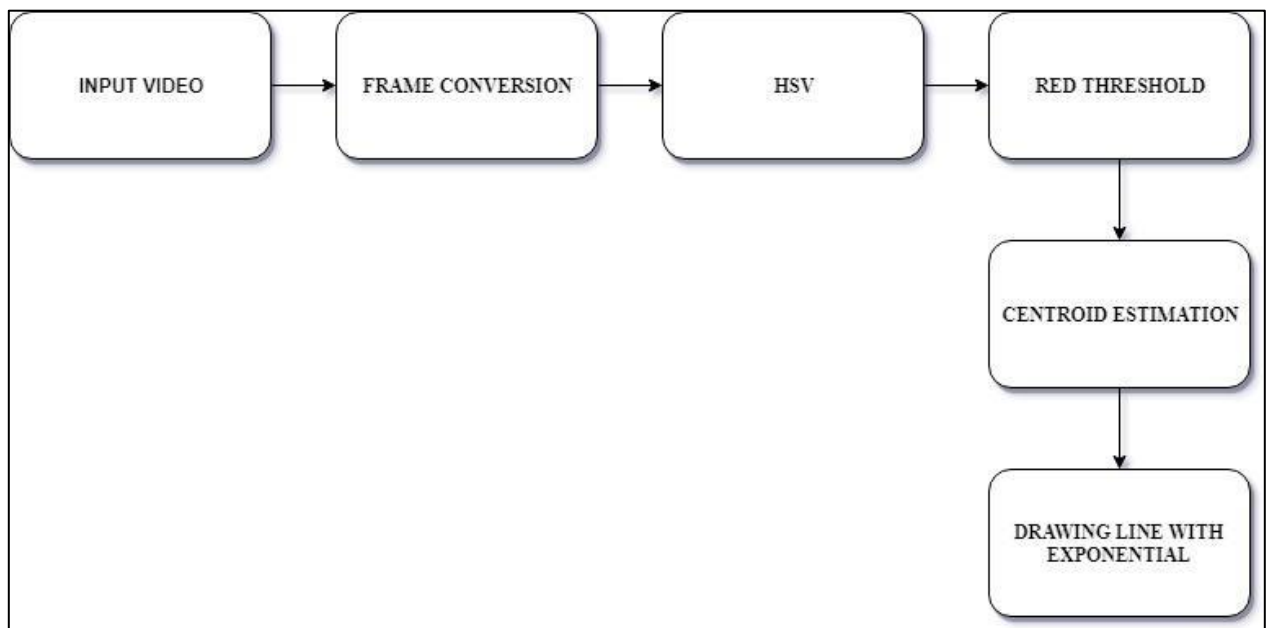 INPUT VIDEO
FRAME CONVERSION
HSV
RED THRESHOLD
CENTROID ESTIMATION
DRAWING LINE WITH
EXPONENTIAL